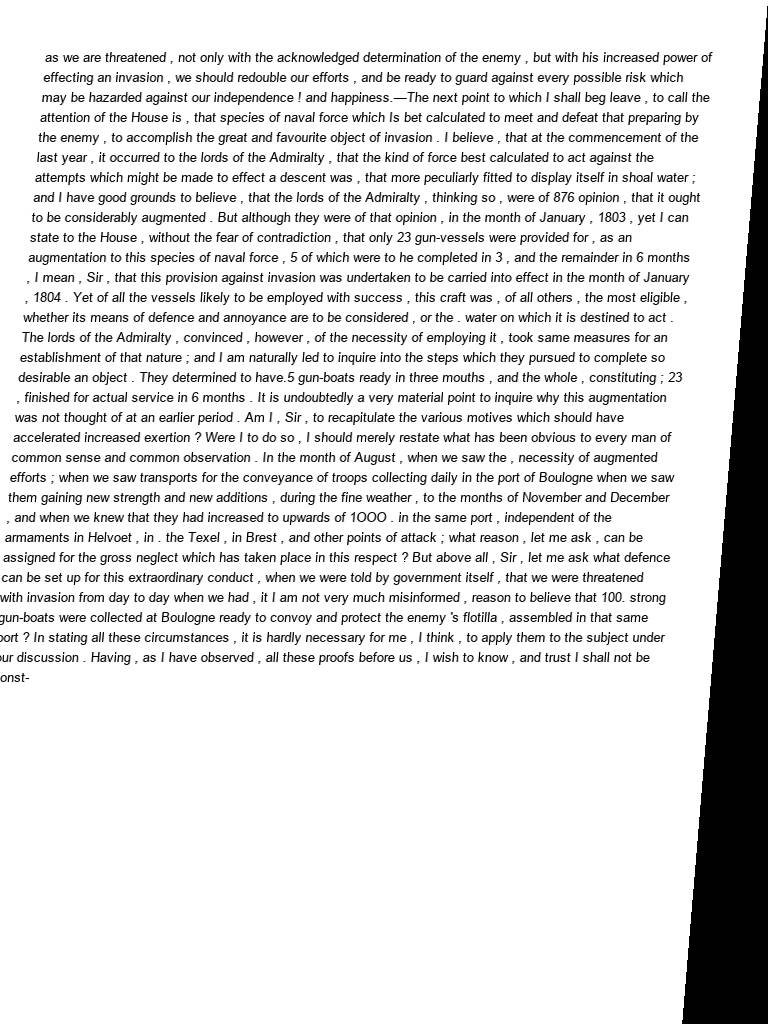 as we are threatened , not only with the acknowledged determination of the enemy , but with his increased power of
effecting an invasion , we should redouble our efforts , and be ready to guard against every possible risk which
may be hazarded against our independence ! and happiness.—The next point to which I shall beg leave , to call the
attention of the House is , that species of naval force which Is bet calculated to meet and defeat that preparing by
the enemy , to accomplish the great and favourite object of invasion . I believe , that at the commencement of the
last year , it occurred to the lords of the Admiralty , that the kind of force best calculated to act against the
attempts which might be made to effect a descent was , that more peculiarly fitted to display itself in shoal water ;
and I have good grounds to believe , that the lords of the Admiralty , thinking so , were of 876 opinion , that it ought
to be considerably augmented . But although they were of that opinion , in the month of January , 1803 , yet I can
state to the House , without the fear of contradiction , that only 23 gun-vessels were provided for , as an
augmentation to this species of naval force , 5 of which were to he completed in 3 , and the remainder in 6 months
, I mean , Sir , that this provision against invasion was undertaken to be carried into effect in the month of January
, 1804 . Yet of all the vessels likely to be employed with success , this craft was , of all others , the most eligible ,
whether its means of defence and annoyance are to be considered , or the . water on which it is destined to act .
The lords of the Admiralty , convinced , however , of the necessity of employing it , took same measures for an
establishment of that nature ; and I am naturally led to inquire into the steps which they pursued to complete so
desirable an object . They determined to have.5 gun-boats ready in three mouths , and the whole , constituting ; 23
, finished for actual service in 6 months . It is undoubtedly a very material point to inquire why this augmentation
was not thought of at an earlier period . Am I , Sir , to recapitulate the various motives which should have
accelerated increased exertion ? Were I to do so , I should merely restate what has been obvious to every man of
common sense and common observation . In the month of August , when we saw the , necessity of augmented
efforts ; when we saw transports for the conveyance of troops collecting daily in the port of Boulogne when we saw
them gaining new strength and new additions , during the fine weather , to the months of November and December
, and when we knew that they had increased to upwards of 1OOO . in the same port , independent of the
armaments in Helvoet , in . the Texel , in Brest , and other points of attack ; what reason , let me ask , can be
assigned for the gross neglect which has taken place in this respect ? But above all , Sir , let me ask what defence
can be set up for this extraordinary conduct , when we were told by government itself , that we were threatened
with invasion from day to day when we had , it I am not very much misinformed , reason to believe that 100. strong
gun-boats were collected at Boulogne ready to convoy and protect the enemy 's flotilla , assembled in that same
port ? In stating all these circumstances , it is hardly necessary for me , I think , to apply them to the subject under
our discussion . Having , as I have observed , all these proofs before us , I wish to know , and trust I shall not be
onst-